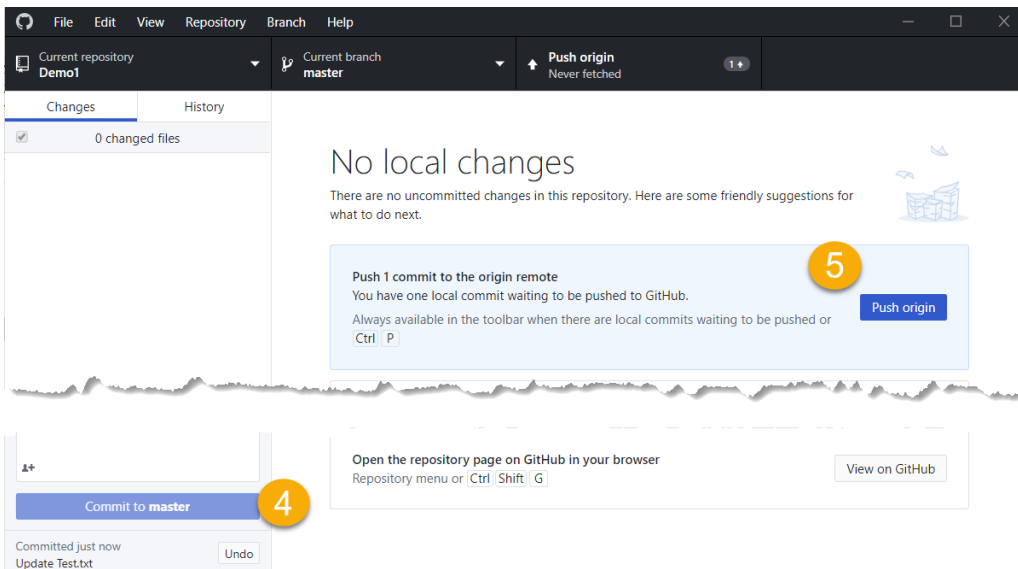 File Edit View Repository Branch Help
Current repository
Demo1
Current branch
master
Push origin
Never fetched
1
Changes History
0 changed files
No local changes
There are no uncommitted changes in this repository. Here are some friendly suggestions for
what to do next.
5
Push 1 commit to the origin remote
You have one local commit waiting to be pushed to GitHub.
Always available in the toolbar when there are local commits waiting to be pushed or
Ctrl P
Push origin
Open the repository page on GitHub in your browser
Repository menu or Ctrl Shift G
View on GitHub
Commit to master
4
Committed just now
Update Test.txt
Undo